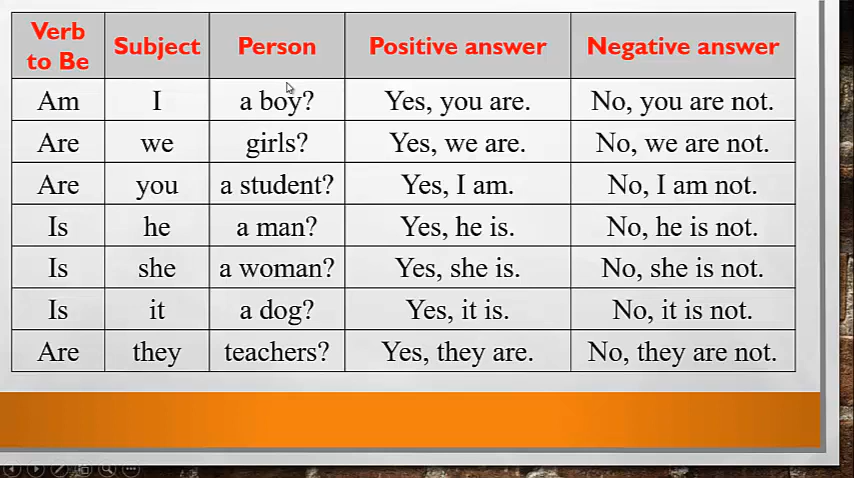 Verb to Be Subject Person Positive answer Negative answer
Am I a boy? Yes, you are. No, you are not.
Are we girls? Yes, we are. No, we are not.
Are you a student? Yes, I am. No, I am not.
Is he a man? Yes, he is. No, he is not.
Is she a woman? Yes, she is. No, she is not.
Is it a dog? Yes, it is. No, it is not.
Are they teachers? Yes, they are. No, they are not.